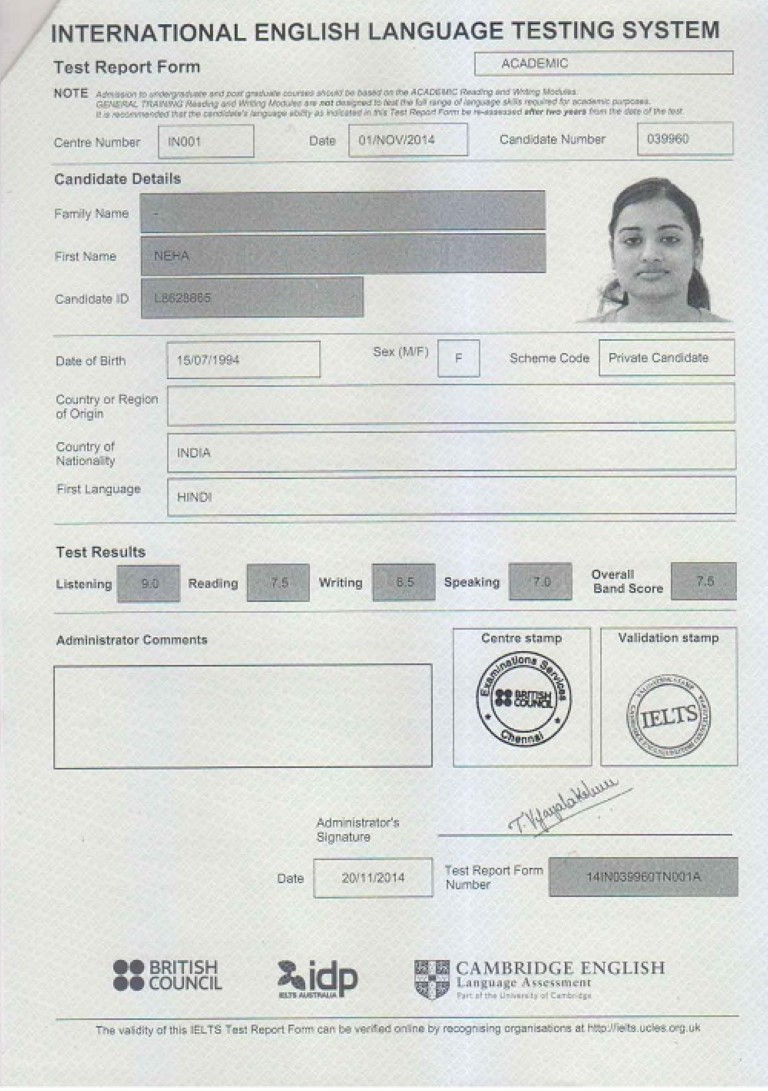 INTERNATIONAL ENGLISH LANGUAGE TESTING SYSTEM
Test Report Form ACADEMIC
NOTE Admission to undergraduate and post graduate courses should be based on the ACADEMIC Reading and Writing Modules.
GENERAL TRAINING Reading and Writing Modules are not designed to test the full range of language skills required for academic purposes.
It is recommended that the candidate's language ability as indicated in this Test Report Form be re-assessed after two years from the date of the test.
Centre Number IN001 Date 01/NOV/2014 Candidate Number 039960
Candidate Details
Family Name -
First Name NEHA
Candidate ID L8628865
Date of Birth 15/07/1994 Sex (M/F) F Scheme Code Private Candidate
Country or Region
of Origin
Country of
Nationality INDIA
First Language HINDI
Test Results
Listening 9.0 Reading 7.5 Writing 6.5 Speaking 7.0 Overall
Band Score 7.5
Administrator Comments Centre stamp Validation stamp
Examinations Services
BRITISH
COUNCIL
Chennai
IELTS
T. Vijayalakshmi
Administrator's
Signature
Date 20/11/2014 Test Report Form
Number 14IN039960TN001A
BRITISH
COUNCIL
idp
IELTS AUSTRALIA
CAMBRIDGE ENGLISH
Language Assessment
Part of the University of Cambridge
The validity of this IELTS Test Report Form can be verified online by recognising organisations at http://ielts.ucles.org.uk